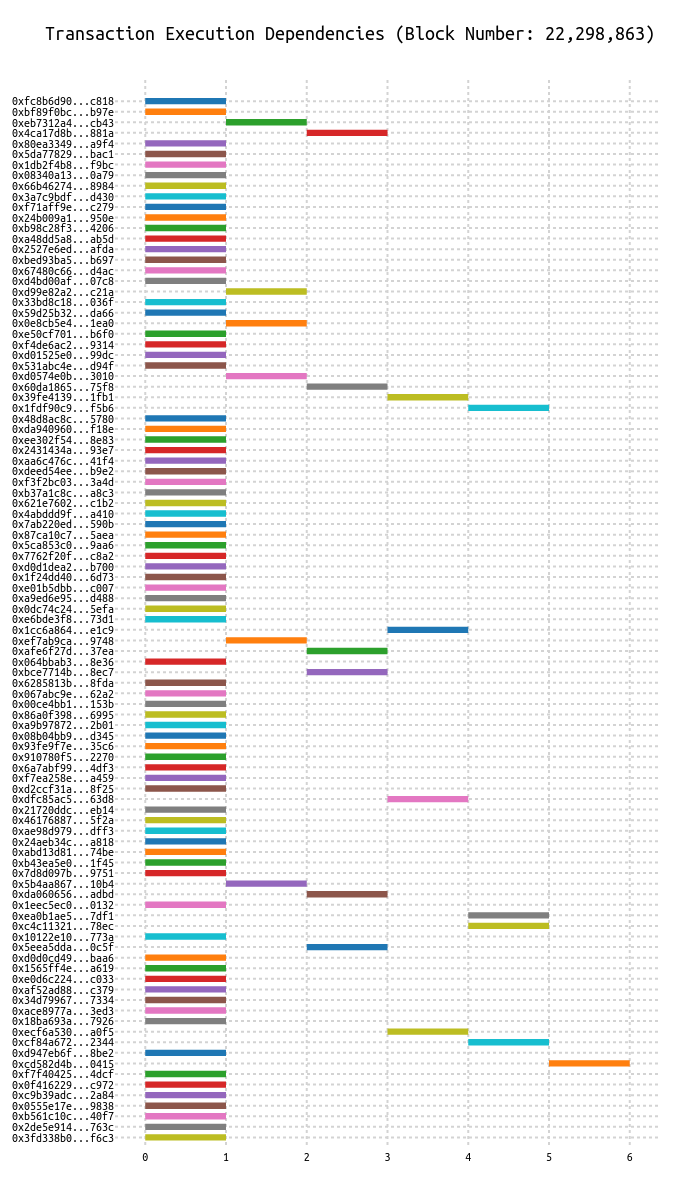 Transaction Execution Dependencies (Block Number: 22,298,863)
0xfc8b6d90...c818
0xbf89f0bc...b97e
0xeb7312a4...cb43
0x4ca17d8b...881a
0x80ea3349...a9f4
0x5da77829...bac1
0x1db2f4b8...f9bc
0x08340a13...0a79
0x66b46274...8984
0x3a7c9bdf...d430
0xf71aff9e...c279
0x24b009a1...950e
0xb98c28f3...4206
0xa48dd5a8...ab5d
0x2527e6ed...afda
0xbed93ba5...b697
0x67480c66...d4ac
0xd4bd00af...07c8
0xd99e82a2...c21a
0x33bd8c18...036f
0x59d25b32...da66
0x0e8cb5e4...1ea0
0xe50cf701...b6f0
0xf4de6ac2...9314
0xd01525e0...99dc
0x531abc4e...d94f
0xd0574e0b...3010
0x60da1865...75f8
0x39fe4139...1fb1
0x1fdf90c9...f5b6
0x48d8ac8c...5780
0xda940960...f18e
0xee302f54...8e83
0x2431434a...93e7
0xaa6c476c...41f4
0xdeed54ee...b9e2
0xf3f2bc03...3a4d
0xb37a1c8c...a8c3
0x621e7602...c1b2
0x4abddd9f...a410
0x7ab220ed...590b
0x87ca10c7...5aea
0x5ca853c0...9aa6
0x7762f20f...c8a2
0xd0d1dea2...b700
0x1f24dd40...6d73
0xe01b5dbb...c007
0xa9ed6e95...d488
0x0dc74c24...5efa
0xe6bde3f8...73d1
0x1cc6a864...e1c9
0xef7ab9ca...9748
0xafe6f27d...37ea
0x064bbab3...8e36
0xbce7714b...8ec7
0x6285813b...8fda
0x067abc9e...62a2
0x00ce4bb1...153b
0x86a0f398...6995
0xa9b97872...2b01
0x08b04bb9...d345
0x93fe9f7e...35c6
0x910780f5...2270
0x6a7abf99...4df3
0xf7ea258e...a459
0xd2ccf31a...8f25
0xdfc85ac5...63d8
0x21720ddc...eb14
0x46176887...5f2a
0xae98d979...dff3
0x24aeb34c...a818
0xabd13d81...74be
0xb43ea5e0...1f45
0x7d8d097b...9751
0x5b4aa867...10b4
0xda060656...adbd
0x1eec5ec0...0132
0xea0b1ae5...7df1
0xc4c11321...78ec
0x10122e10...773a
0x5eea5dda...0c5f
0xd0d0cd49...baa6
0x1565ff4e...a619
0xe0d6c224...c033
0xaf52ad88...c379
0x34d79967...7334
0xace8977a...3ed3
0x18ba693a...7926
0xecf6a530...a0f5
0xcf84a672...2344
0xd947eb6f...8be2
0xcd582d4b...0415
0xf7f40425...4dcf
0x0f416229...c972
0xc9b39adc...2a84
0x0555e17e...9838
0xb561c10c...40f7
0x2de5e914...763c
0x3fd338b0...f6c3
0 1 2 3 4 5 6